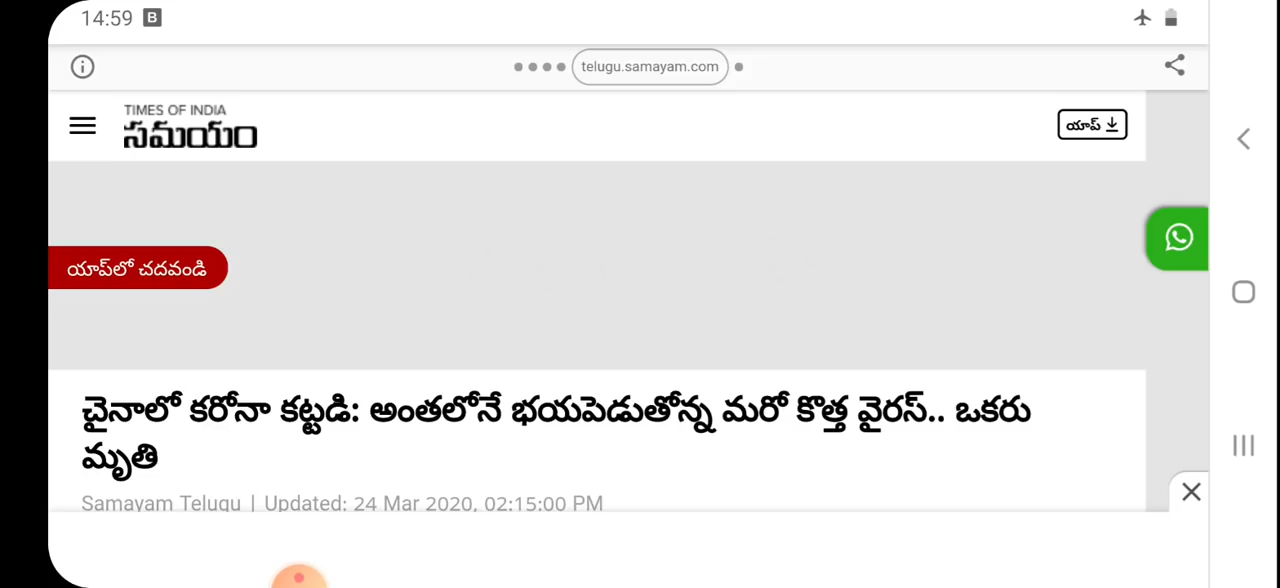 14:59 B
telugu.samayam.com
TIMES OF INDIA
సమయం
యాప్
యాప్‌లో చదవండి
చైనాలో కరోనా కట్టడి: అంతలోనే భయపెడుతోన్న మరో కొత్త వైరస్.. ఒకరు
మృతి
Samayam Telugu | Updated: 24 Mar 2020, 02:15:00 PM